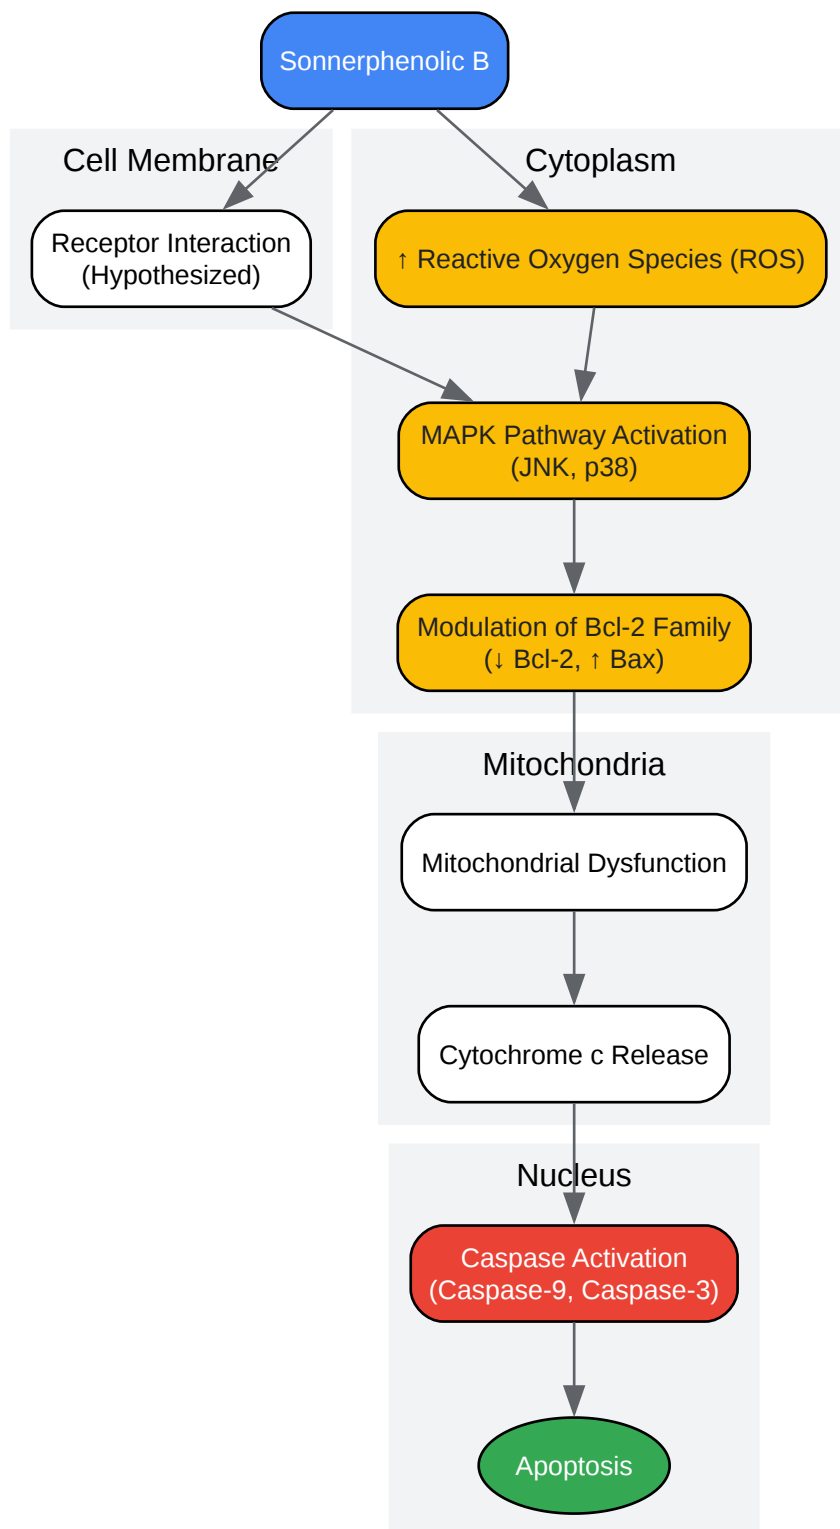 Sonnerphenolic B
Cell Membrane
Cytoplasm
Receptor Interaction
(Hypothesized)
↑ Reactive Oxygen Species (ROS)
MAPK Pathway Activation
(JNK, p38)
Modulation of Bcl-2 Family
(↓ Bcl-2, ↑ Bax)
Mitochondria
Mitochondrial Dysfunction
Cytochrome c Release
Nucleus
Caspase Activation
(Caspase-9, Caspase-3)
Apoptosis